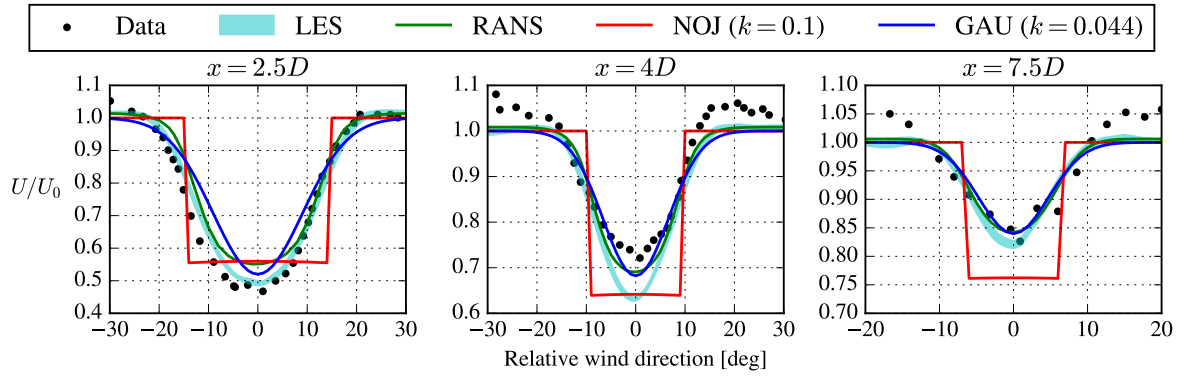 Data LES RANS NOJ (k = 0.1) GAU (k = 0.044)
x = 2.5D x = 4D x = 7.5D
U/U₀
1.1 1.0 0.9 0.8 0.7 0.6 0.5 0.4
−30 −20 −10 0 10 20 30
1.1 1.0 0.9 0.8 0.7 0.6
−30 −20 −10 0 10 20 30
1.10 1.05 1.00 0.95 0.90 0.85 0.80 0.75 0.70
−20 −10 0 10 20
Relative wind direction [deg]